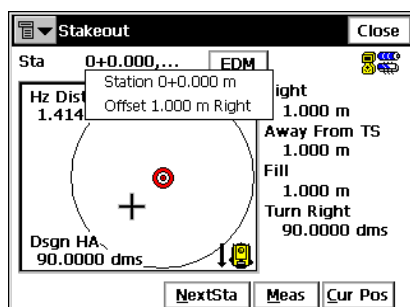 Stakeout
Close
Sta 0+0.000,... EDM
Station 0+0.000 m
Offset 1.000 m Right
Hz Dist
1.414
1.000 m
Away From TS
1.000 m
Fill
1.000 m
Turn Right
90.0000 dms
Dsgn HA
90.0000 dms
NextSta
Meas
Cur Pos